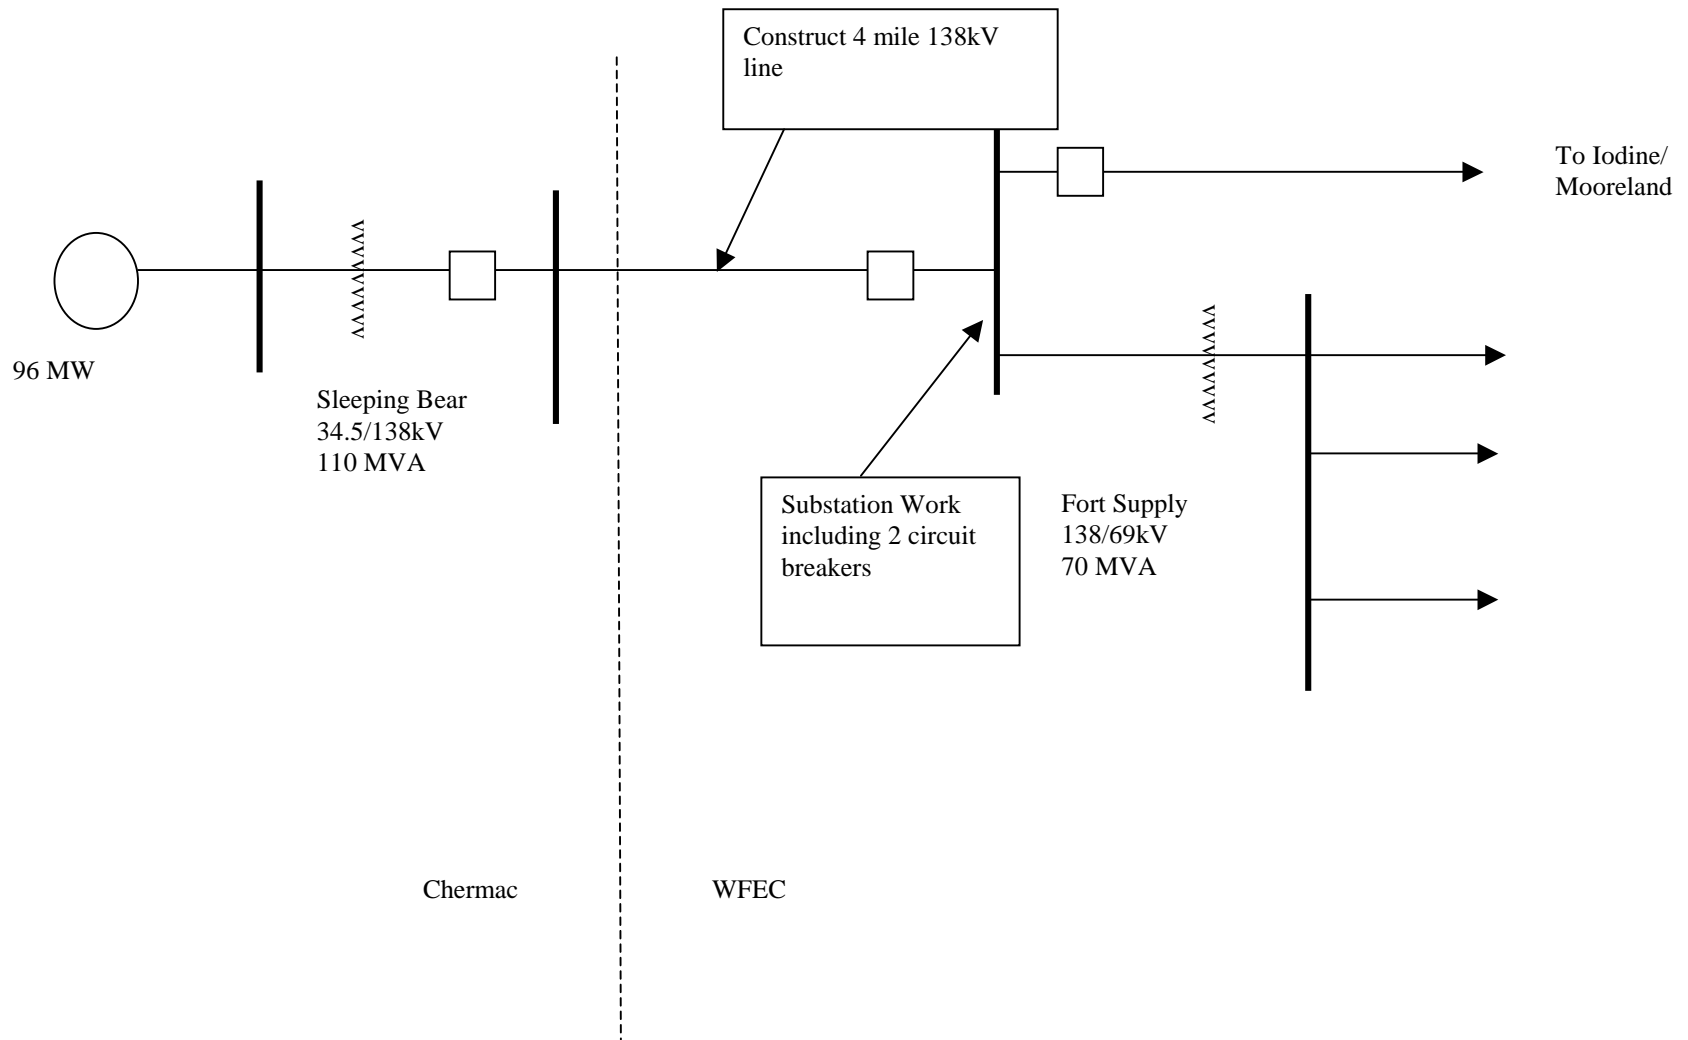 Construct 4 mile 138kV
line
To Iodine/
Mooreland
96 MW
Sleeping Bear
34.5/138kV
110 MVA
Substation Work
including 2 circuit
breakers
Fort Supply
138/69kV
70 MVA
Chermac
WFEC